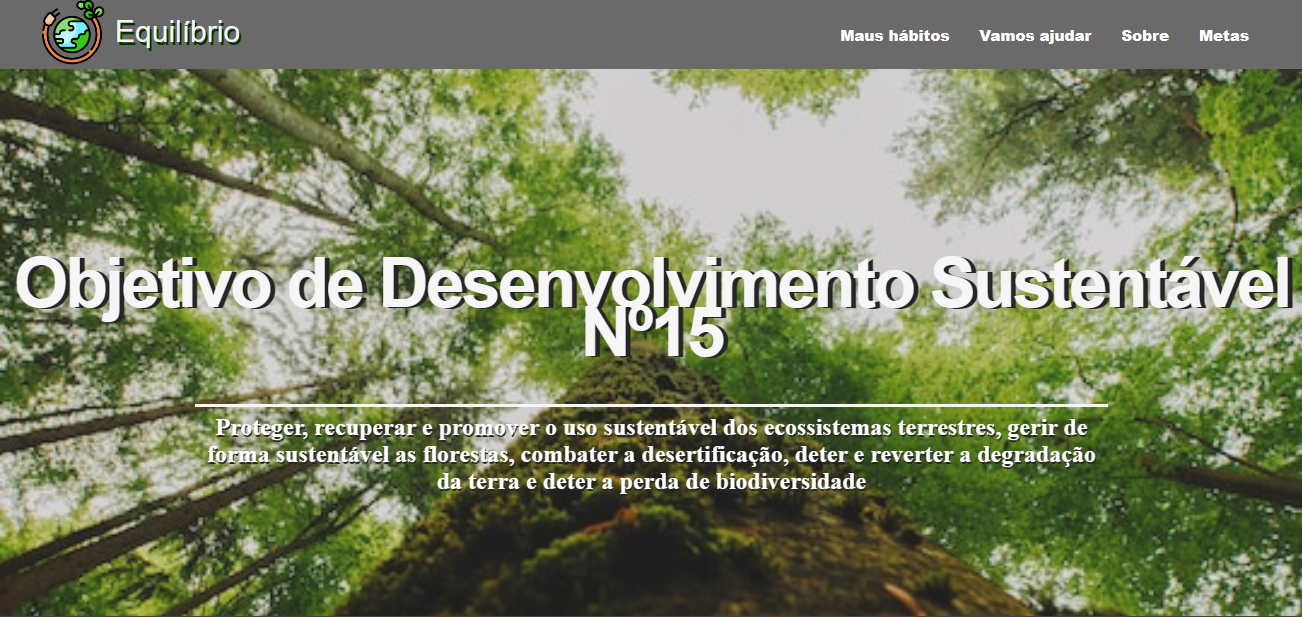 Equilíbrio
Maus hábitos Vamos ajudar Sobre Metas
Objetivo de Desenvolvimento Sustentável
Nº15
Proteger, recuperar e promover o uso sustentável dos ecossistemas terrestres, gerir de
forma sustentável as florestas, combater a desertificação, deter e reverter a degradação
da terra e deter a perda de biodiversidade